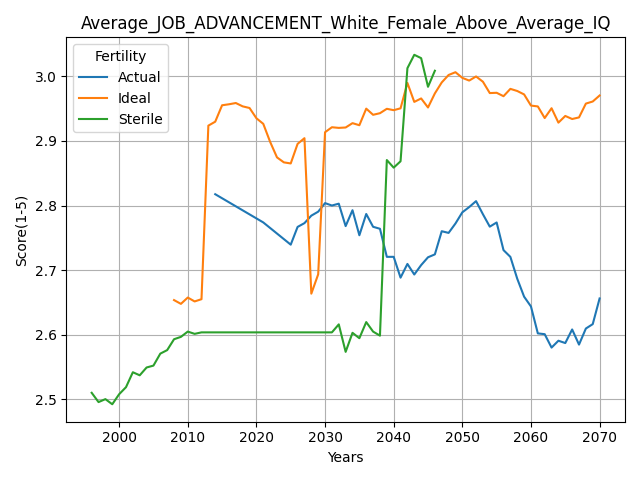 Average_JOB_ADVANCEMENT_White_Female_Above_Average_IQ
Fertility
Actual
Ideal
Sterile
Score(1-5)
3.0
2.9
2.8
2.7
2.6
2.5
2000 2010 2020 2030 2040 2050 2060 2070
Years